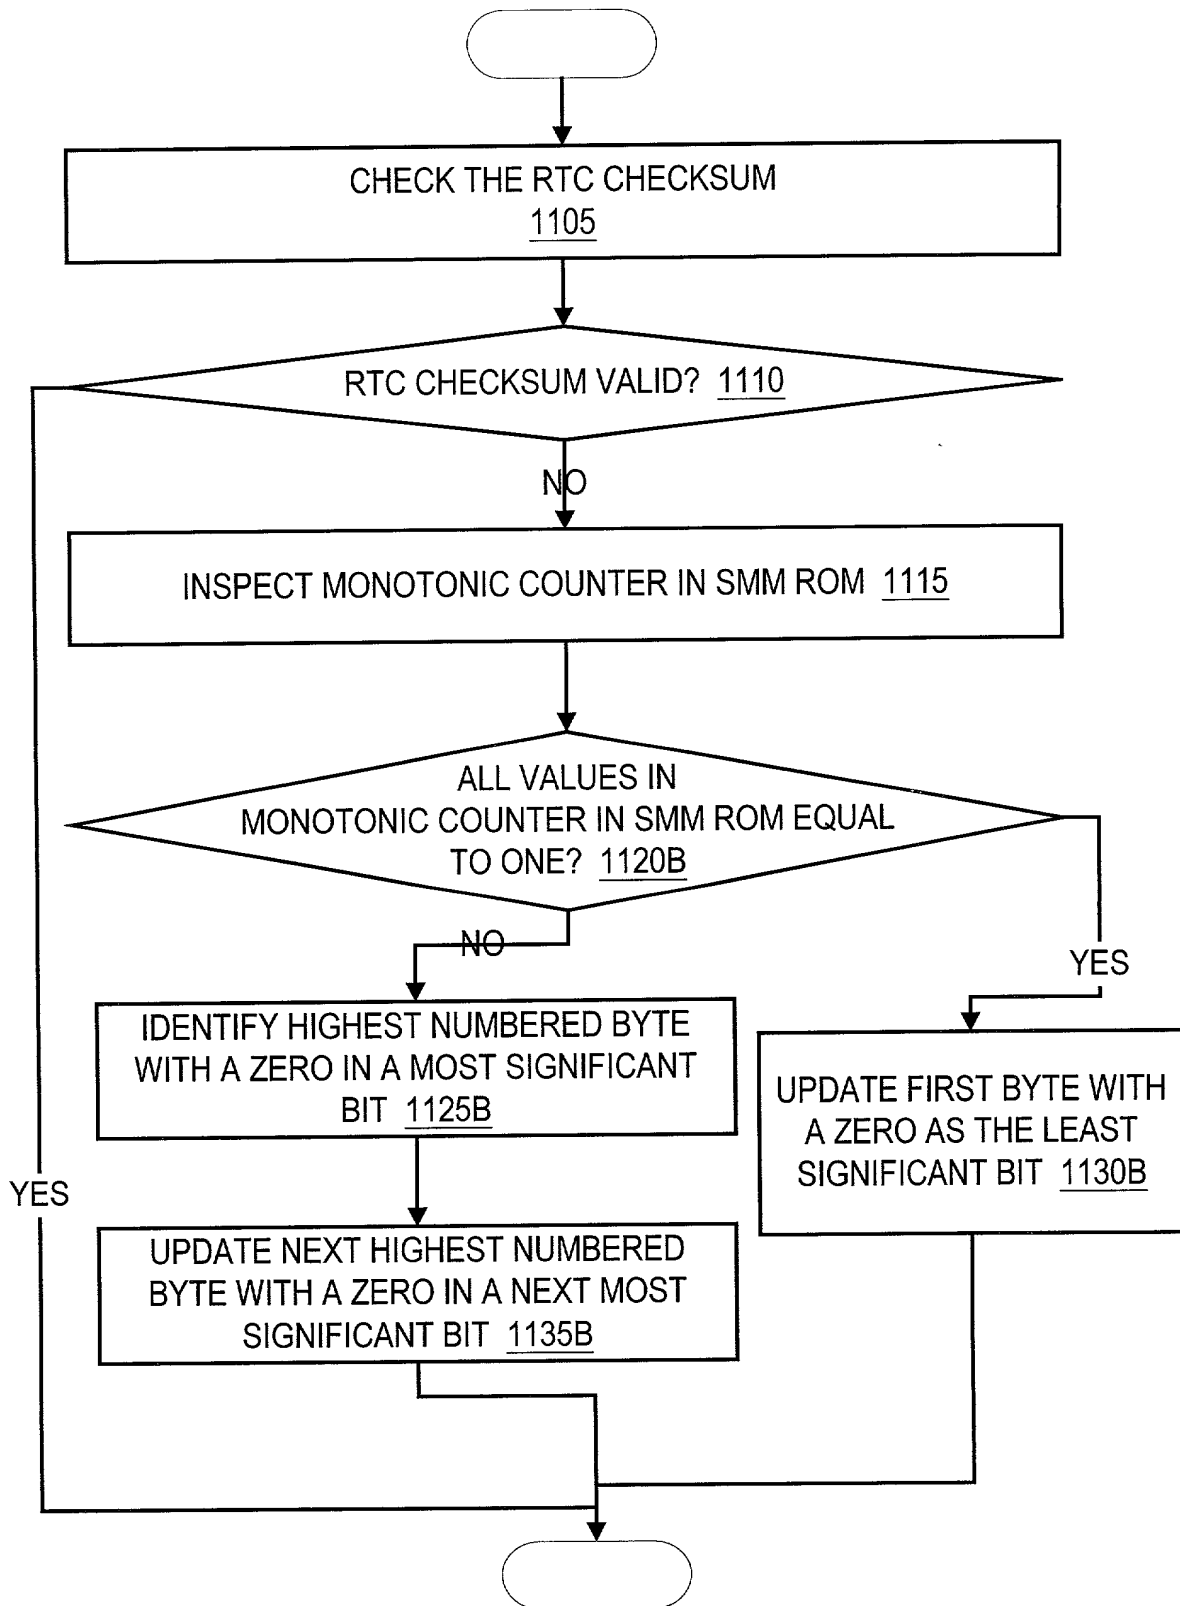 CHECK THE RTC CHECKSUM
1105
RTC CHECKSUM VALID? 1110
NO
INSPECT MONOTONIC COUNTER IN SMM ROM 1115
ALL VALUES IN
MONOTONIC COUNTER IN SMM ROM EQUAL
TO ONE? 1120B
NO
YES
IDENTIFY HIGHEST NUMBERED BYTE
WITH A ZERO IN A MOST SIGNIFICANT
BIT 1125B
UPDATE FIRST BYTE WITH
A ZERO AS THE LEAST
SIGNIFICANT BIT 1130B
YES
UPDATE NEXT HIGHEST NUMBERED
BYTE WITH A ZERO IN A NEXT MOST
SIGNIFICANT BIT 1135B